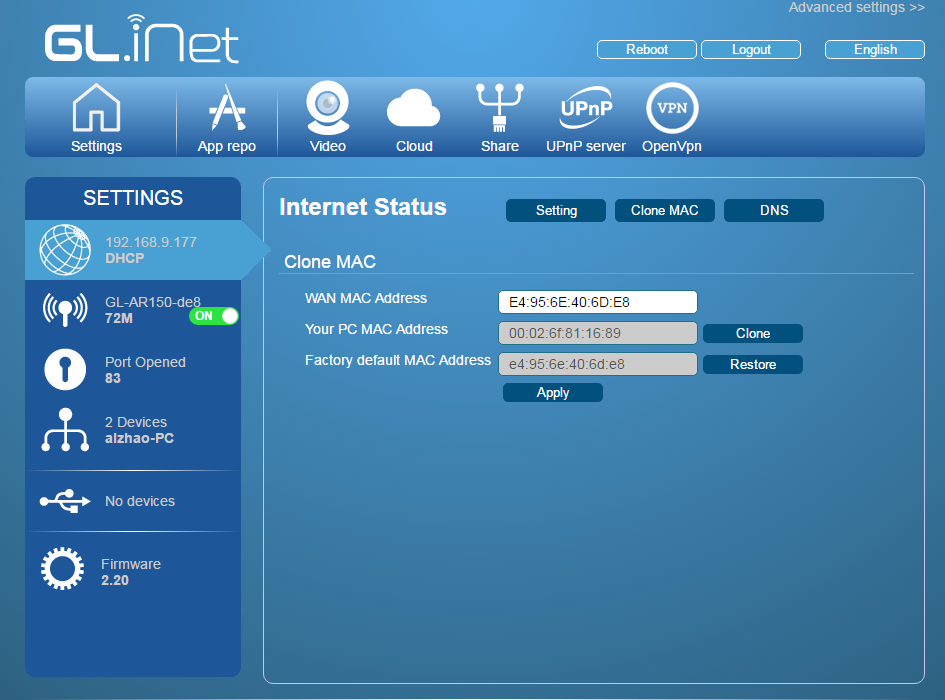 Advanced settings >>
GL.iNet
Reboot
Logout
English
Settings
App repo
Video
Cloud
Share
UPnP
UPnP server
VPN
OpenVpn
SETTINGS
192.168.9.177
DHCP
GL-AR150-de8
72M
ON
Port Opened
83
2 Devices
aizhao-PC
No devices
Firmware
2.20
Internet Status
Setting
Clone MAC
DNS
Clone MAC
WAN MAC Address
E4:95:6E:40:6D:E8
Your PC MAC Address
00:02:6f:81:16:89
Clone
Factory default MAC Address
e4:95:6e:40:6d:e8
Restore
Apply